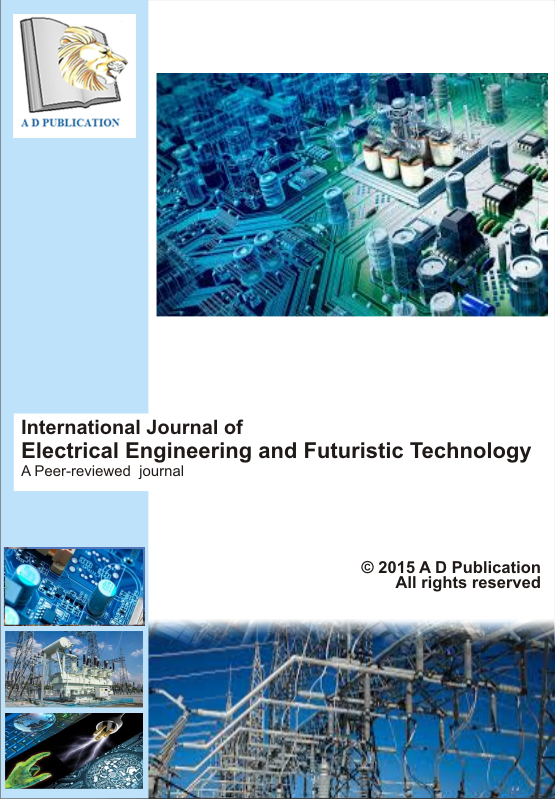 A D PUBLICATION
International Journal of
Electrical Engineering and Futuristic Technology
A Peer-reviewed journal
© 2015 A D Publication
All rights reserved